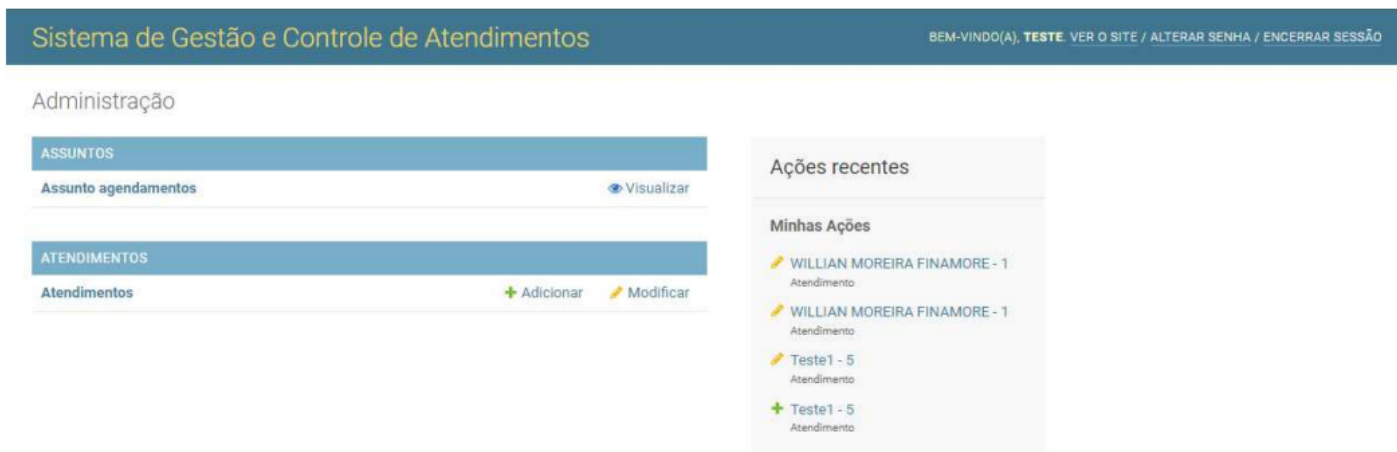 Sistema de Gestão e Controle de Atendimentos
BEM-VINDO(A), TESTE. VER O SITE / ALTERAR SENHA / ENCERRAR SESSÃO
Administração
ASSUNTOS
Assunto agendamentos Visualizar
ATENDIMENTOS
Atendimentos Adicionar Modificar
Ações recentes
Minhas Ações
WILLIAN MOREIRA FINAMORE - 1
Atendimento
WILLIAN MOREIRA FINAMORE - 1
Atendimento
Teste1 - 5
Atendimento
Teste1 - 5
Atendimento